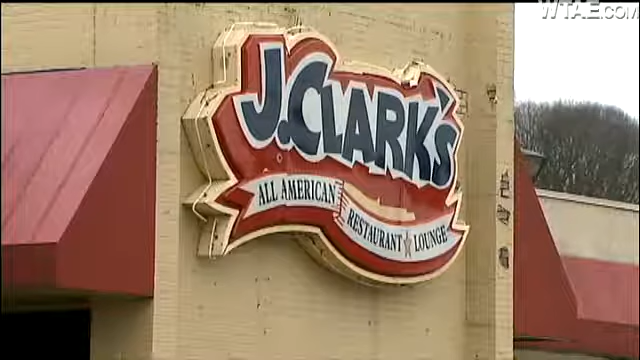 WTAE.COM
J.CLARK'S
ALL AMERICAN
RESTAURANT LOUNGE